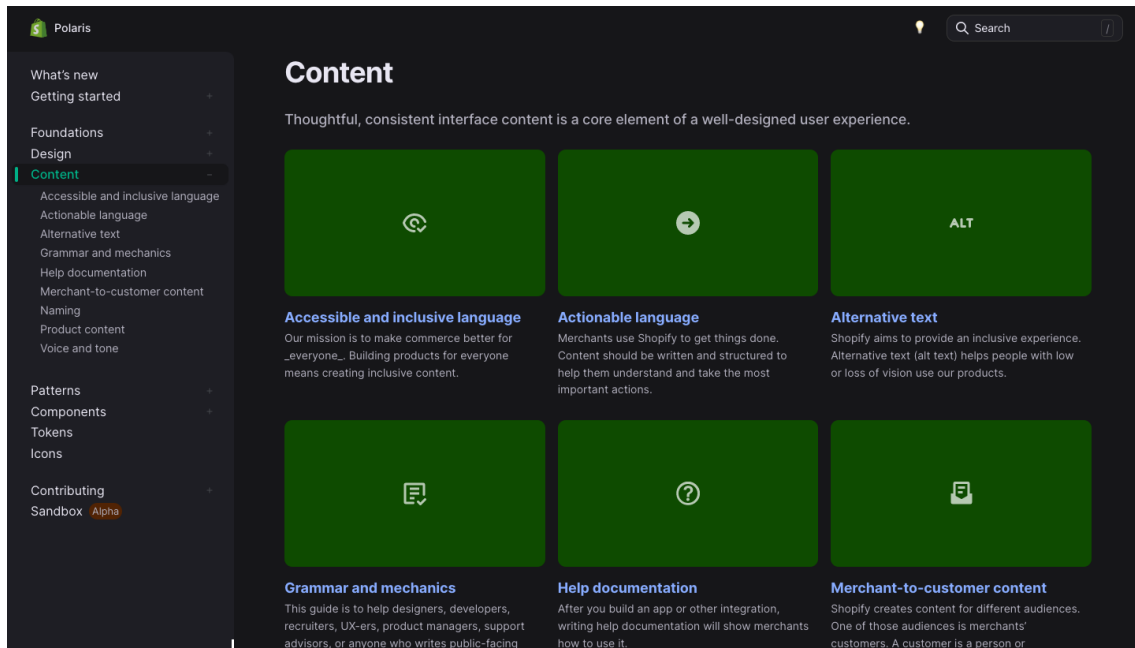 Polaris
Search
/
What's new
Getting started
Foundations
Design
Content
Accessible and inclusive language
Actionable language
Alternative text
Grammar and mechanics
Help documentation
Merchant-to-customer content
Naming
Product content
Voice and tone
Patterns
Components
Tokens
Icons
Contributing
Sandbox Alpha
Content
Thoughtful, consistent interface content is a core element of a well-designed user experience.
ALT
Accessible and inclusive language
Our mission is to make commerce better for
_everyone_. Building products for everyone
means creating inclusive content.
Actionable language
Merchants use Shopify to get things done.
Content should be written and structured to
help them understand and take the most
important actions.
Alternative text
Shopify aims to provide an inclusive experience.
Alternative text (alt text) helps people with low
or loss of vision use our products.
Grammar and mechanics
This guide is to help designers, developers,
recruiters, UX-ers, product managers, support
advisors, or anyone who writes public-facing
Help documentation
After you build an app or other integration,
writing help documentation will show merchants
how to use it.
Merchant-to-customer content
Shopify creates content for different audiences.
One of those audiences is merchants'
customers. A customer is a person or